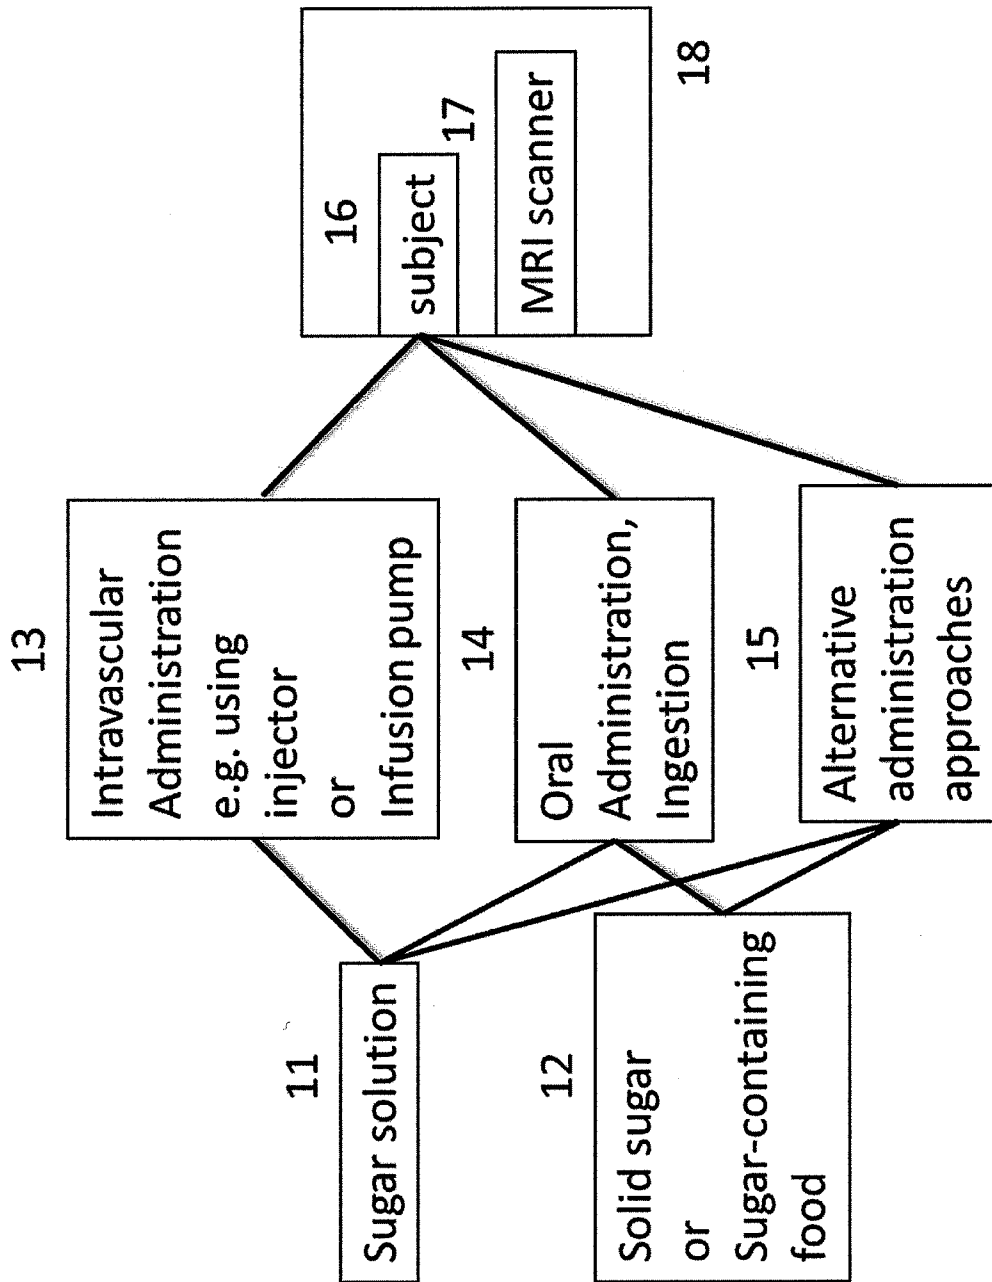 11
Sugar solution
12
Solid sugar
or
Sugar-containing
food
13
Intravascular
Administration
e.g. using
injector
or
Infusion pump
14
Oral
Administration,
Ingestion
15
Alternative
administration
approaches
16
subject
17
MRI scanner
18